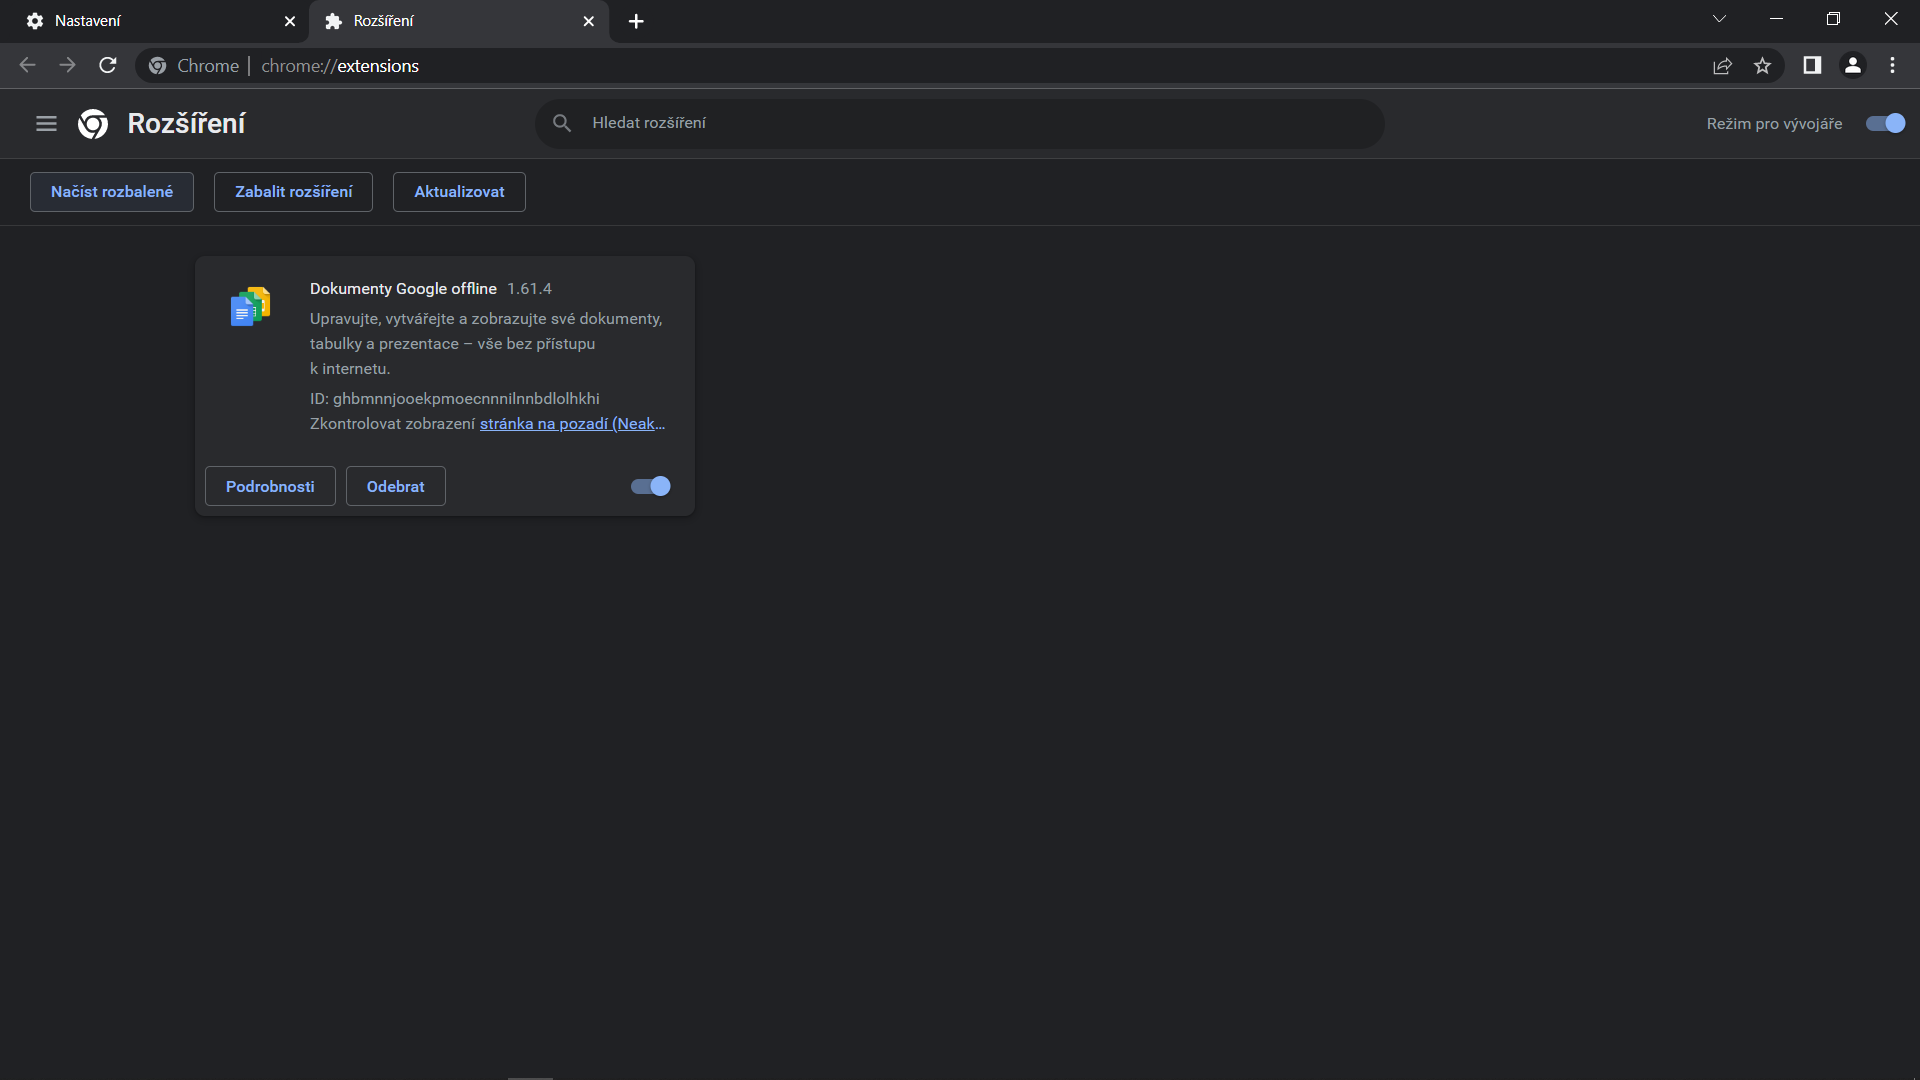 Nastavení
Rozšíření
Chrome | chrome://extensions
Rozšíření
Hledat rozšíření
Režim pro vývojáře
Načíst rozbalené
Zabalit rozšíření
Aktualizovat
Dokumenty Google offline 1.61.4
Upravujte, vytvářejte a zobrazujte své dokumenty,
tabulky a prezentace – vše bez přístupu
k internetu.
ID: ghbmnnjooekpmoecnnnilnnbdlolhkhi
Zkontrolovat zobrazení stránka na pozadí (Neak…
Podrobnosti
Odebrat